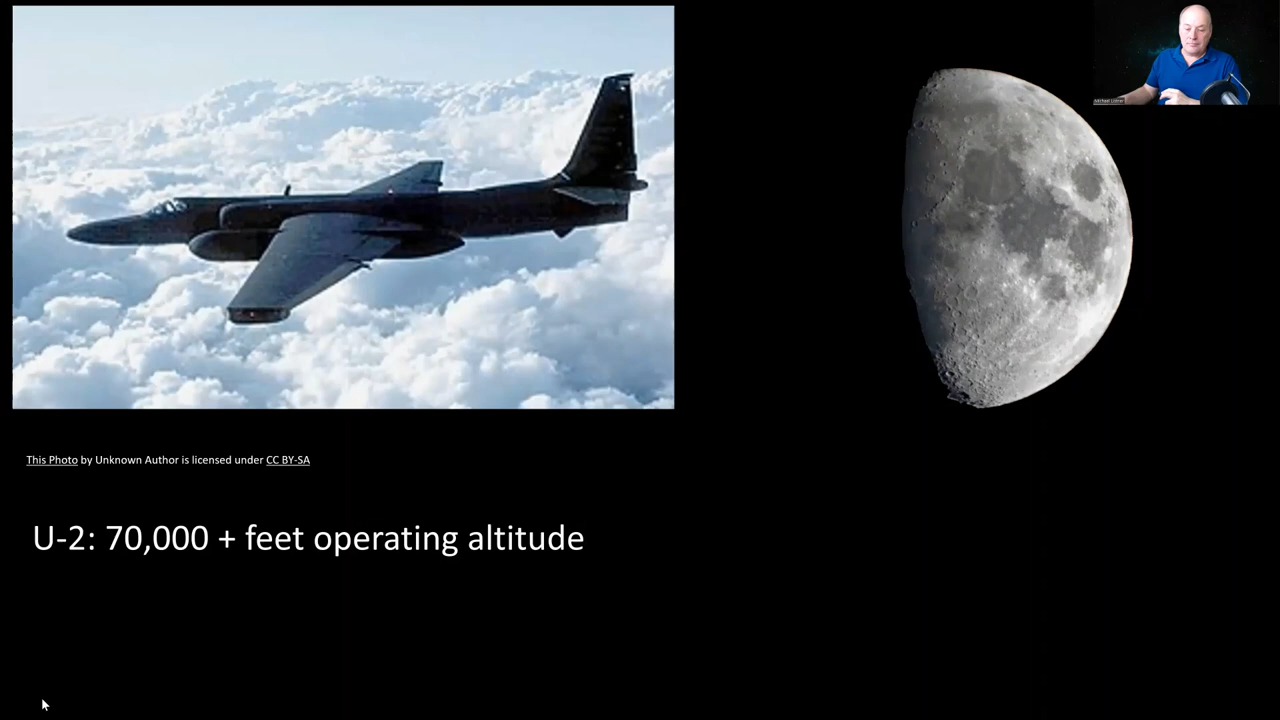 This Photo by Unknown Author is licensed under CC BY-SA
U-2: 70,000 + feet operating altitude